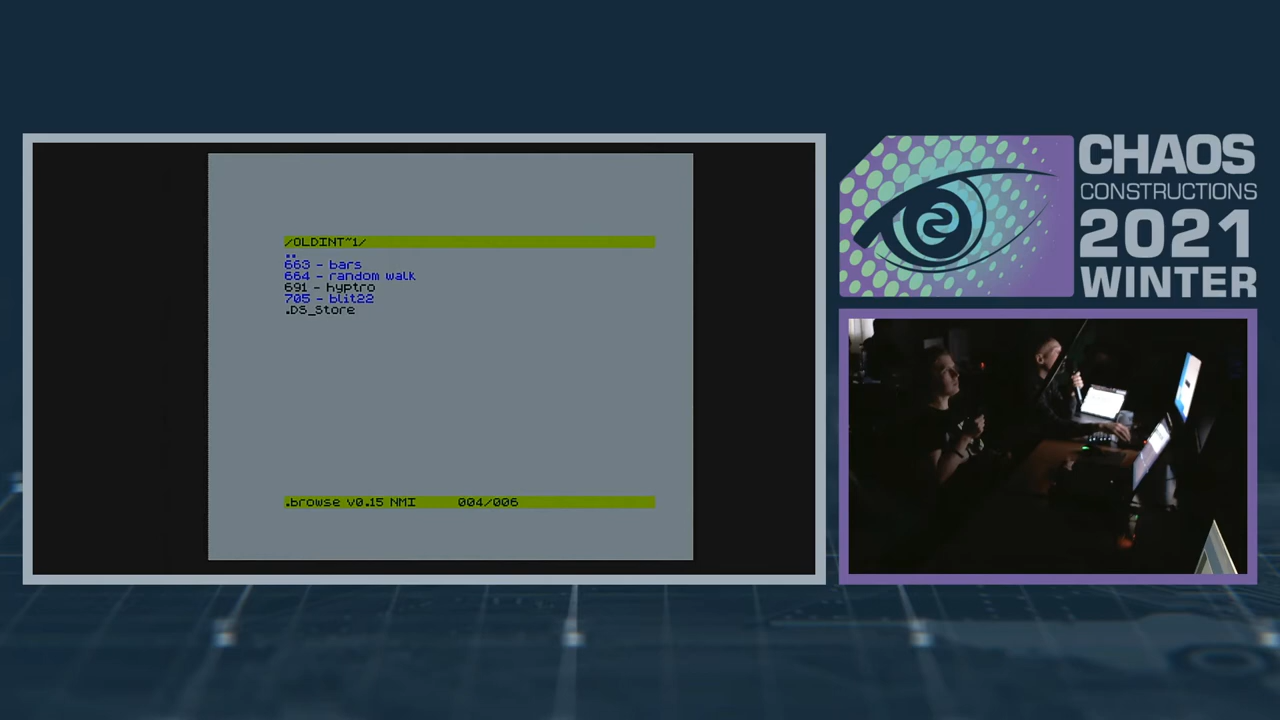 /OLDINT~1/
..
663 - bars
664 - random walk
691 - hyptro
705 - blit22
.DS_Store
.browse v0.15 NMI 004/006
CHAOS
CONSTRUCTIONS
2021
WINTER